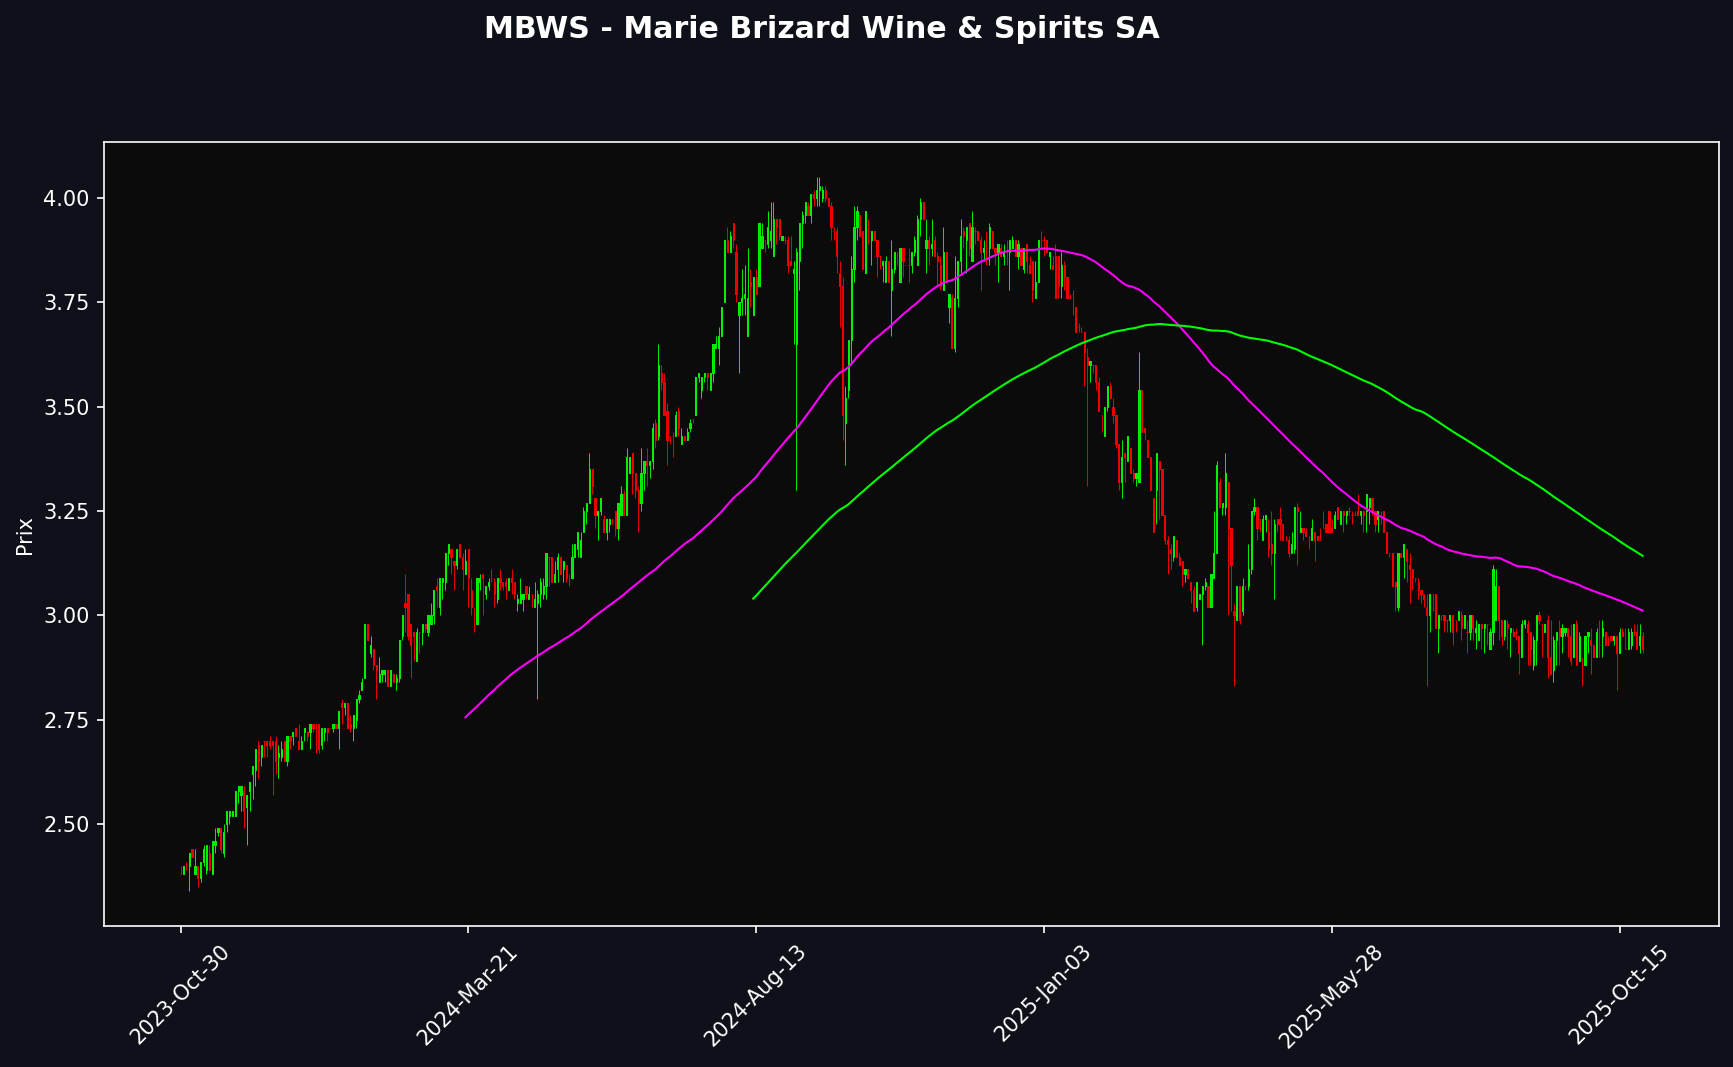 MBWS - Marie Brizard Wine & Spirits SA
Prix
4.00
3.75
3.50
3.25
3.00
2.75
2.50
2023-Oct-30
2024-Mar-21
2024-Aug-13
2025-Jan-03
2025-May-28
2025-Oct-15